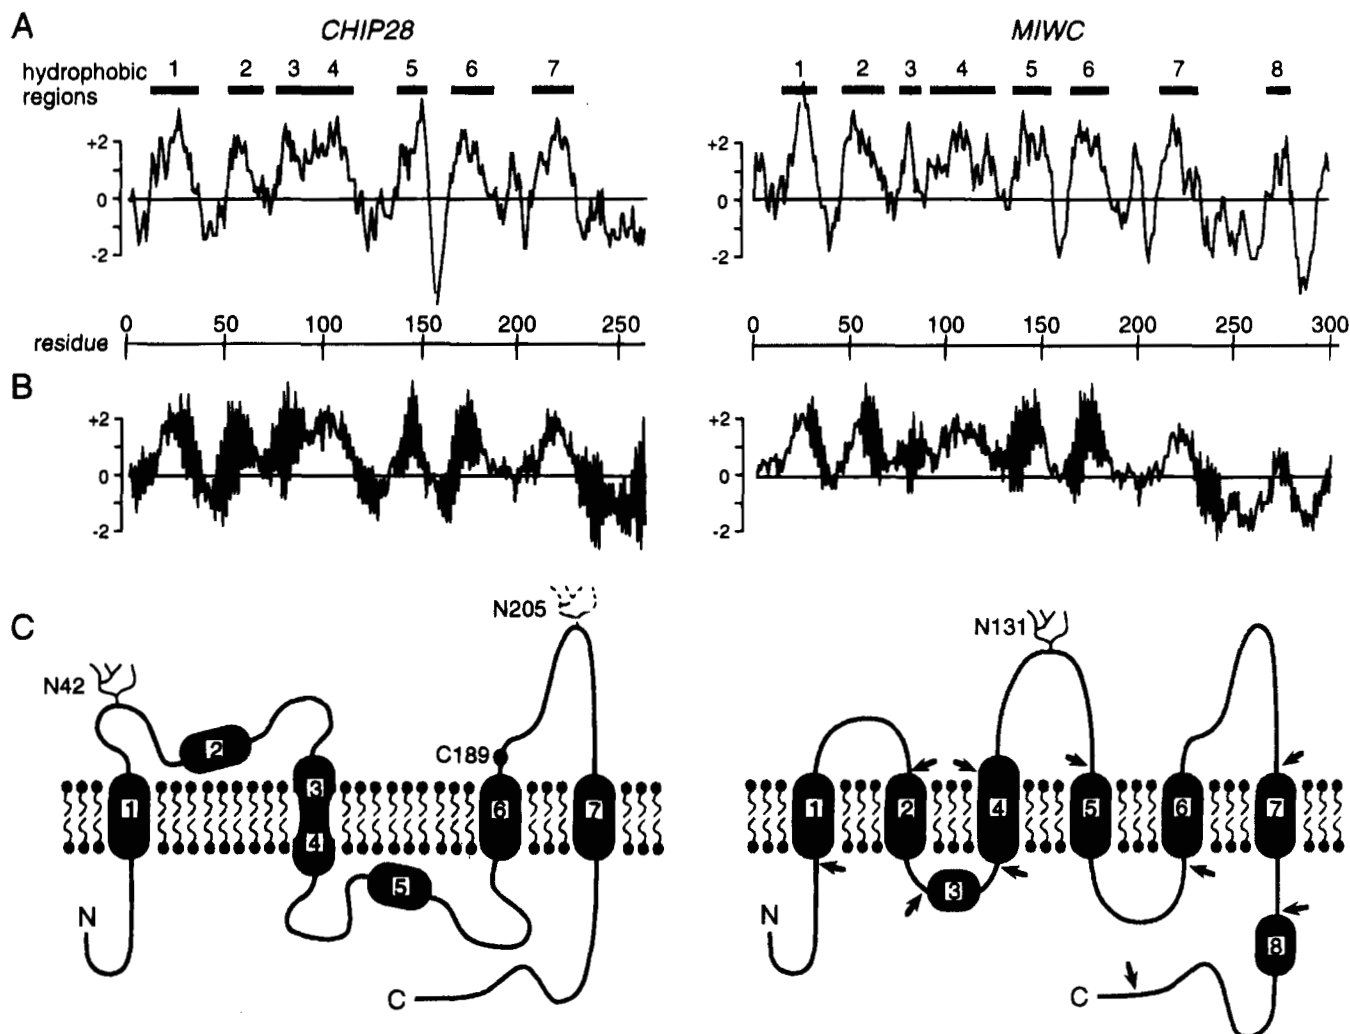 A
CHIP28
MIWC
hydrophobic regions
1 2 3 4 5 6 7
1 2 3 4 5 6 7 8
+2
0
-2
+2
0
-2
residue
0 50 100 150 200 250
0 50 100 150 200 250 300
B
+2
0
-2
+2
0
-2
C
N42
N205
C189
1
2
3
4
5
6
7
N
C
N131
1
2
3
4
5
6
7
8
N
C